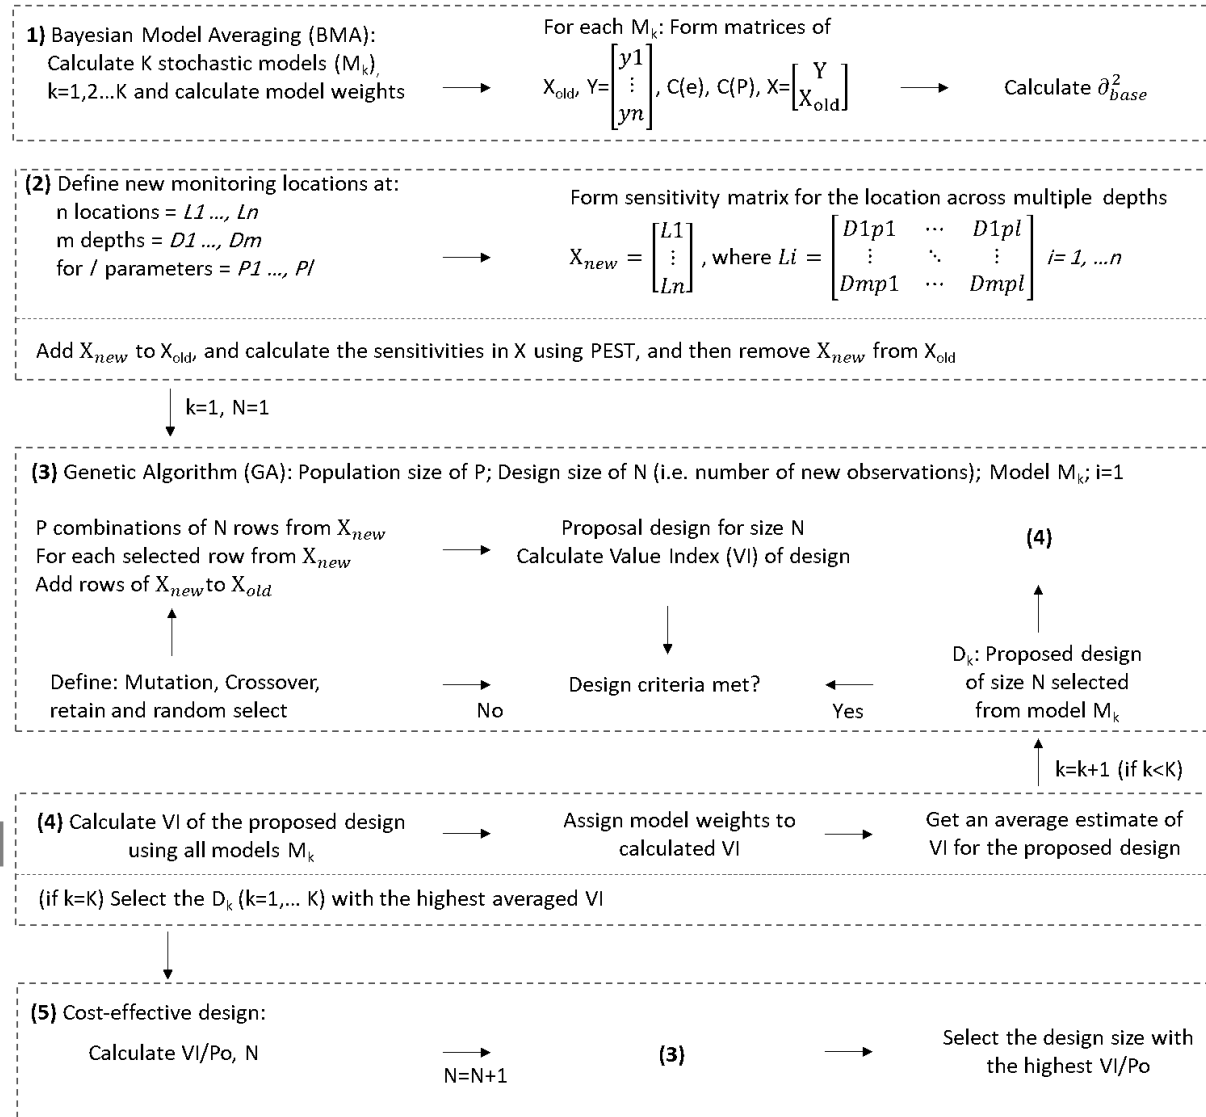 1) Bayesian Model Averaging (BMA):
Calculate K stochastic models (Mk),
k=1,2...K and calculate model weights
For each Mk: Form matrices of
Xold, Y=[y1 ⋮ yn], C(e), C(P), X=[Y Xold]
Calculate ∂²base
(2) Define new monitoring locations at:
n locations = L1 ..., Ln
m depths = D1 ..., Dm
for l parameters = P1 ..., Pl
Form sensitivity matrix for the location across multiple depths
Xnew = [L1 ⋮ Ln], where Li = [D1p1 ⋯ D1pl ⋮ ⋱ ⋮ Dmp1 ⋯ Dmpl] i= 1, ...n
Add Xnew to Xold, and calculate the sensitivities in X using PEST, and then remove Xnew from Xold
k=1, N=1
(3) Genetic Algorithm (GA): Population size of P; Design size of N (i.e. number of new observations); Model Mk; i=1
P combinations of N rows from Xnew
For each selected row from Xnew
Add rows of Xnew to Xold
Proposal design for size N
Calculate Value Index (VI) of design
(4)
Define: Mutation, Crossover,
retain and random select
No
Design criteria met?
Yes
Dk: Proposed design
of size N selected
from model Mk
k=k+1 (if k<K)
(4) Calculate VI of the proposed design
using all models Mk
Assign model weights to
calculated VI
Get an average estimate of
VI for the proposed design
(if k=K) Select the Dk (k=1,... K) with the highest averaged VI
(5) Cost-effective design:
Calculate VI/Po, N
N=N+1
(3)
Select the design size with
the highest VI/Po